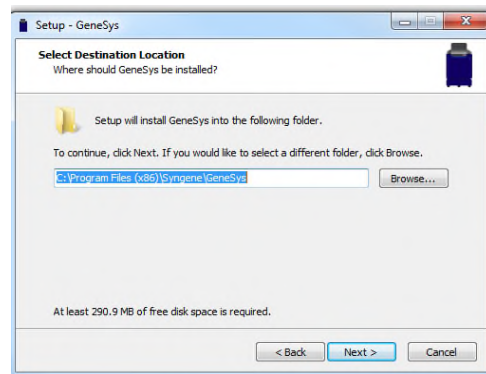 Setup - GeneSys
Select Destination Location
Where should GeneSys be installed?
Setup will install GeneSys into the following folder.
To continue, click Next. If you would like to select a different folder, click Browse.
C:\Program Files (x86)\Syngene\GeneSys
Browse...
At least 290.9 MB of free disk space is required.
< Back
Next >
Cancel